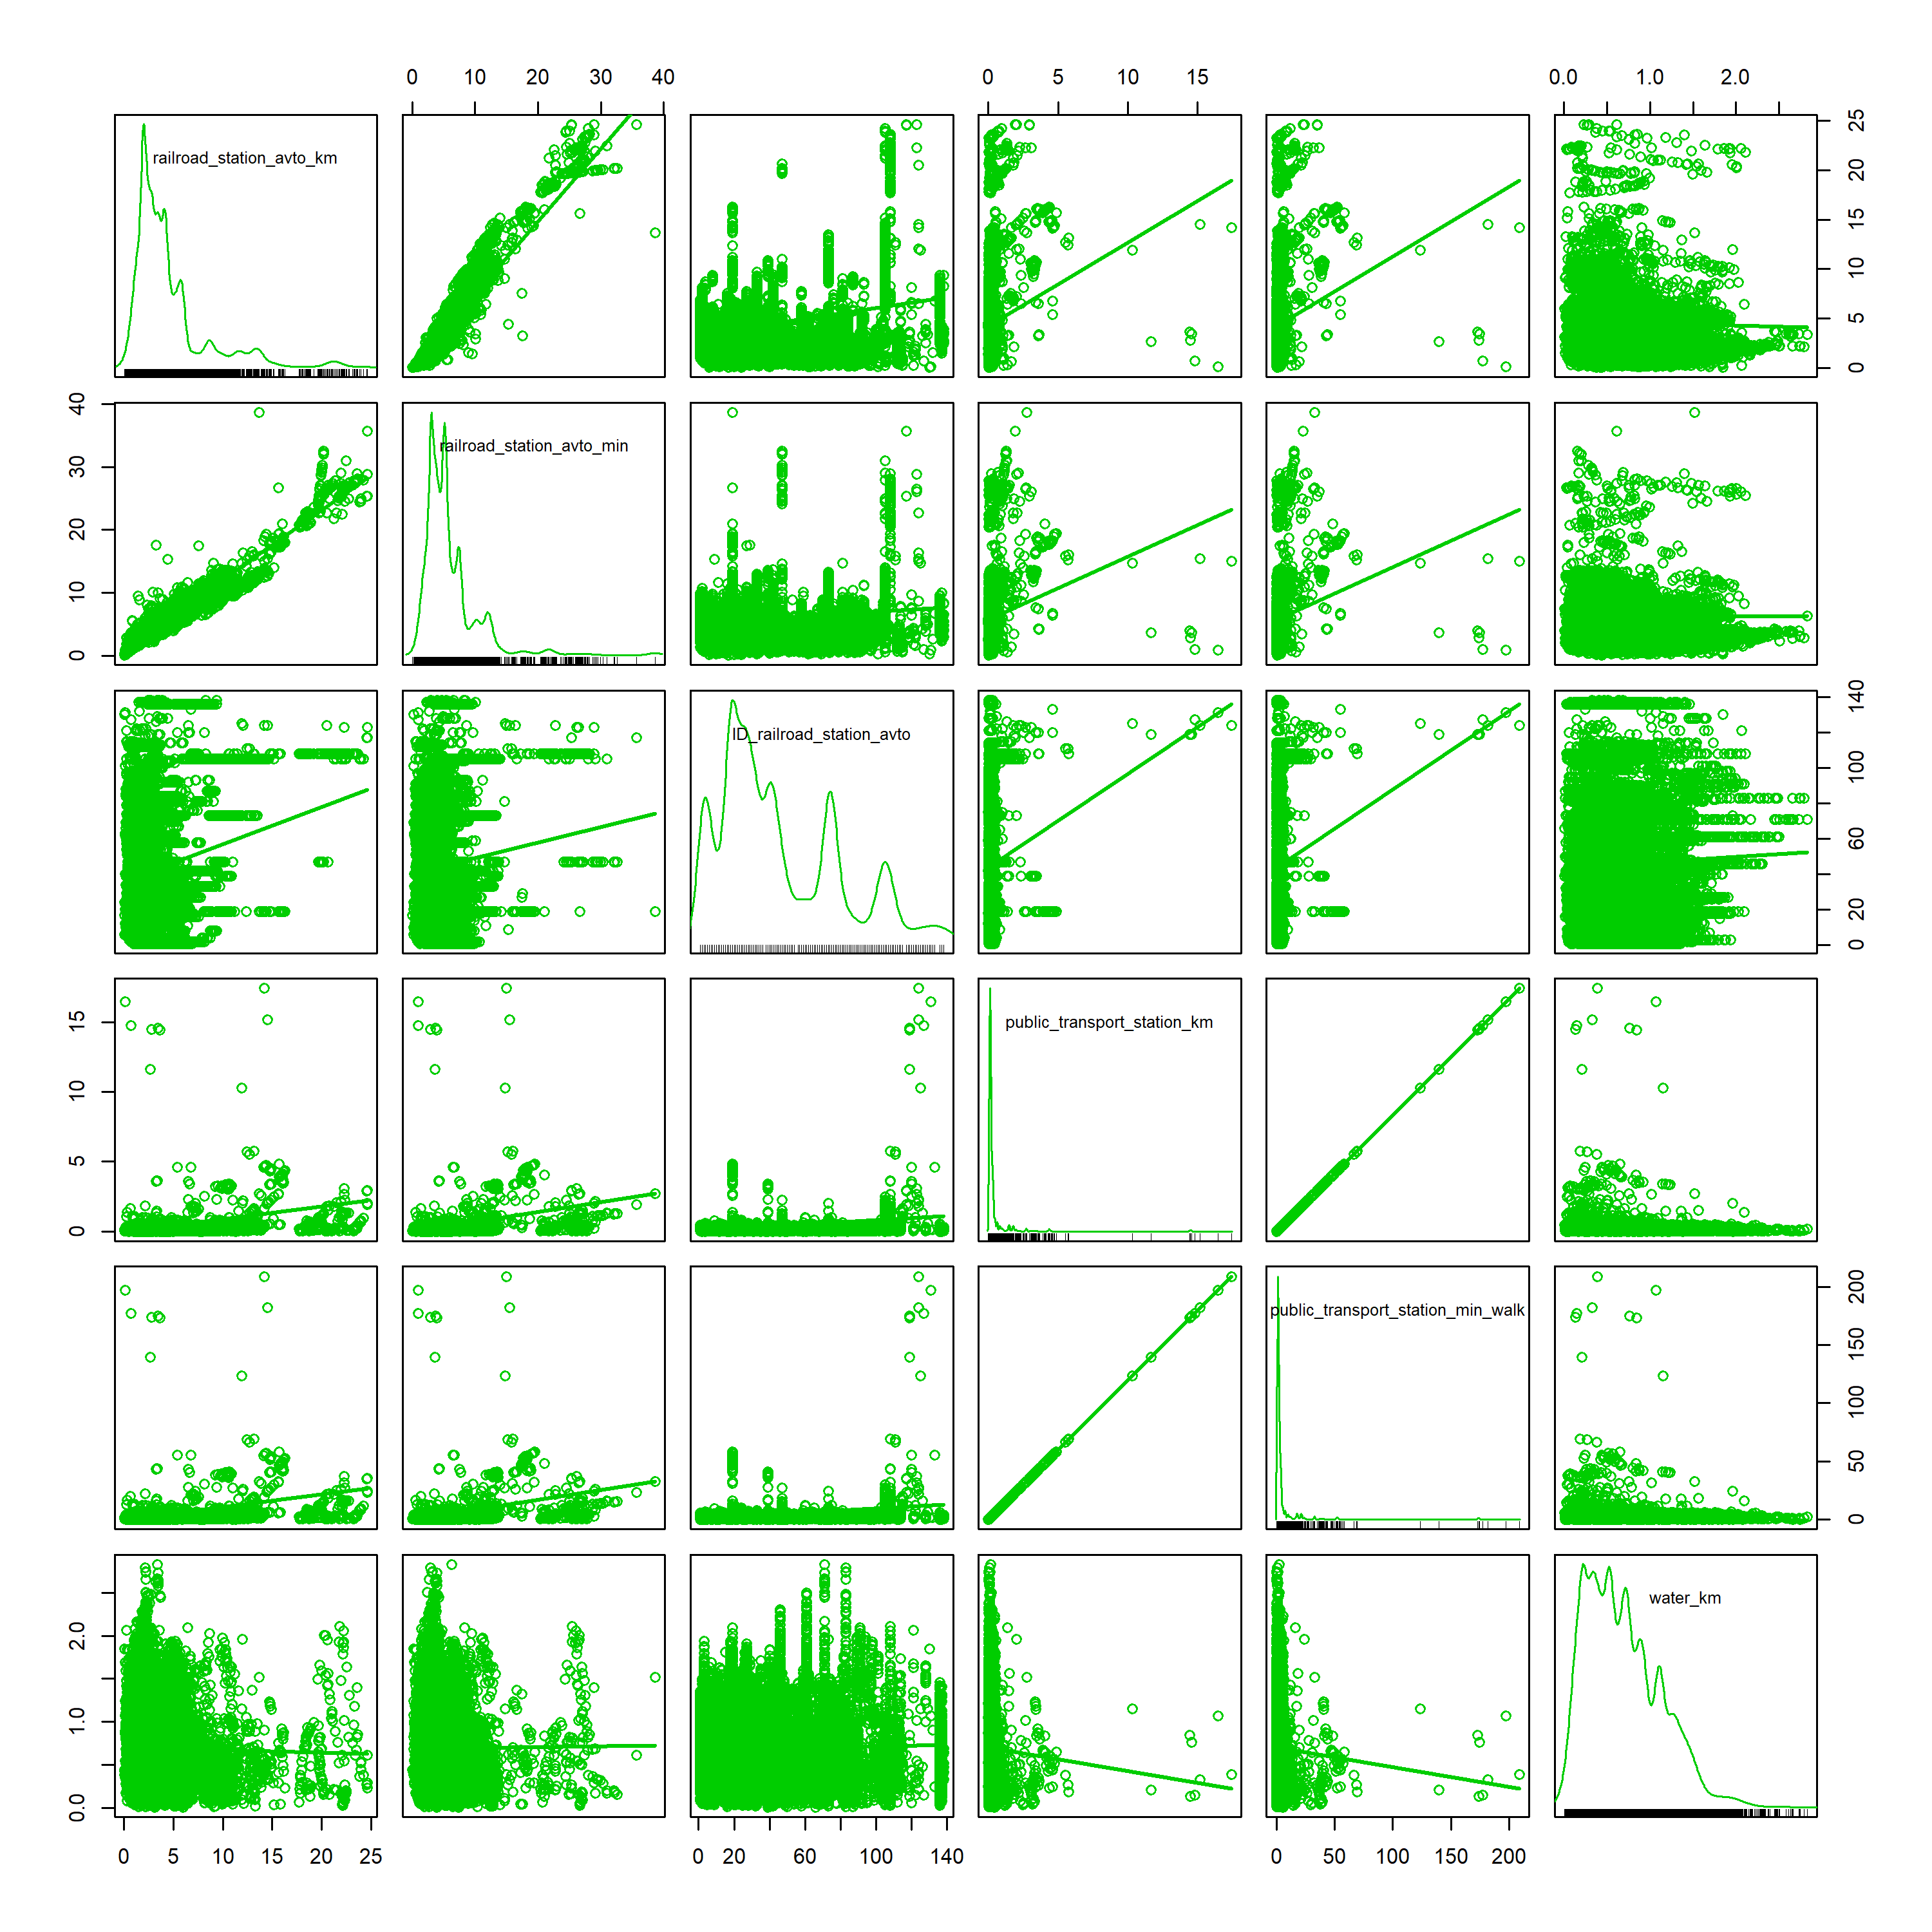 0 10 20 30 40
0 5 10 15
0.0 1.0 2.0
railroad_station_avto_km
0 5 10 15 20 25
railroad_station_avto_min
0 10 20 30 40
ID_railroad_station_avto
0 20 60 100 140
public_transport_station_km
0 5 10 15
public_transport_station_min_walk
0 50 100 150 200
water_km
0.0 1.0 2.0
0 5 10 15 20 25
0 20 60 100 140
0 50 100 150 200